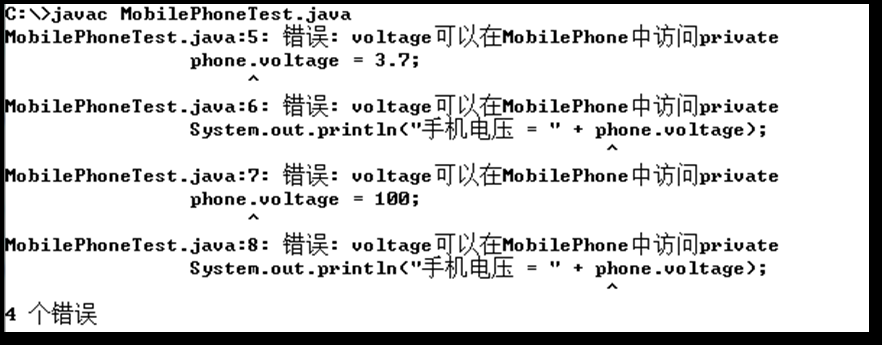 C:\>javac MobilePhoneTest.java
MobilePhoneTest.java:5: 错误: voltage可以在MobilePhone中访问private
phone.voltage = 3.7;
^
MobilePhoneTest.java:6: 错误: voltage可以在MobilePhone中访问private
System.out.println("手机电压 = " + phone.voltage);
^
MobilePhoneTest.java:7: 错误: voltage可以在MobilePhone中访问private
phone.voltage = 100;
^
MobilePhoneTest.java:8: 错误: voltage可以在MobilePhone中访问private
System.out.println("手机电压 = " + phone.voltage);
^
4 个错误